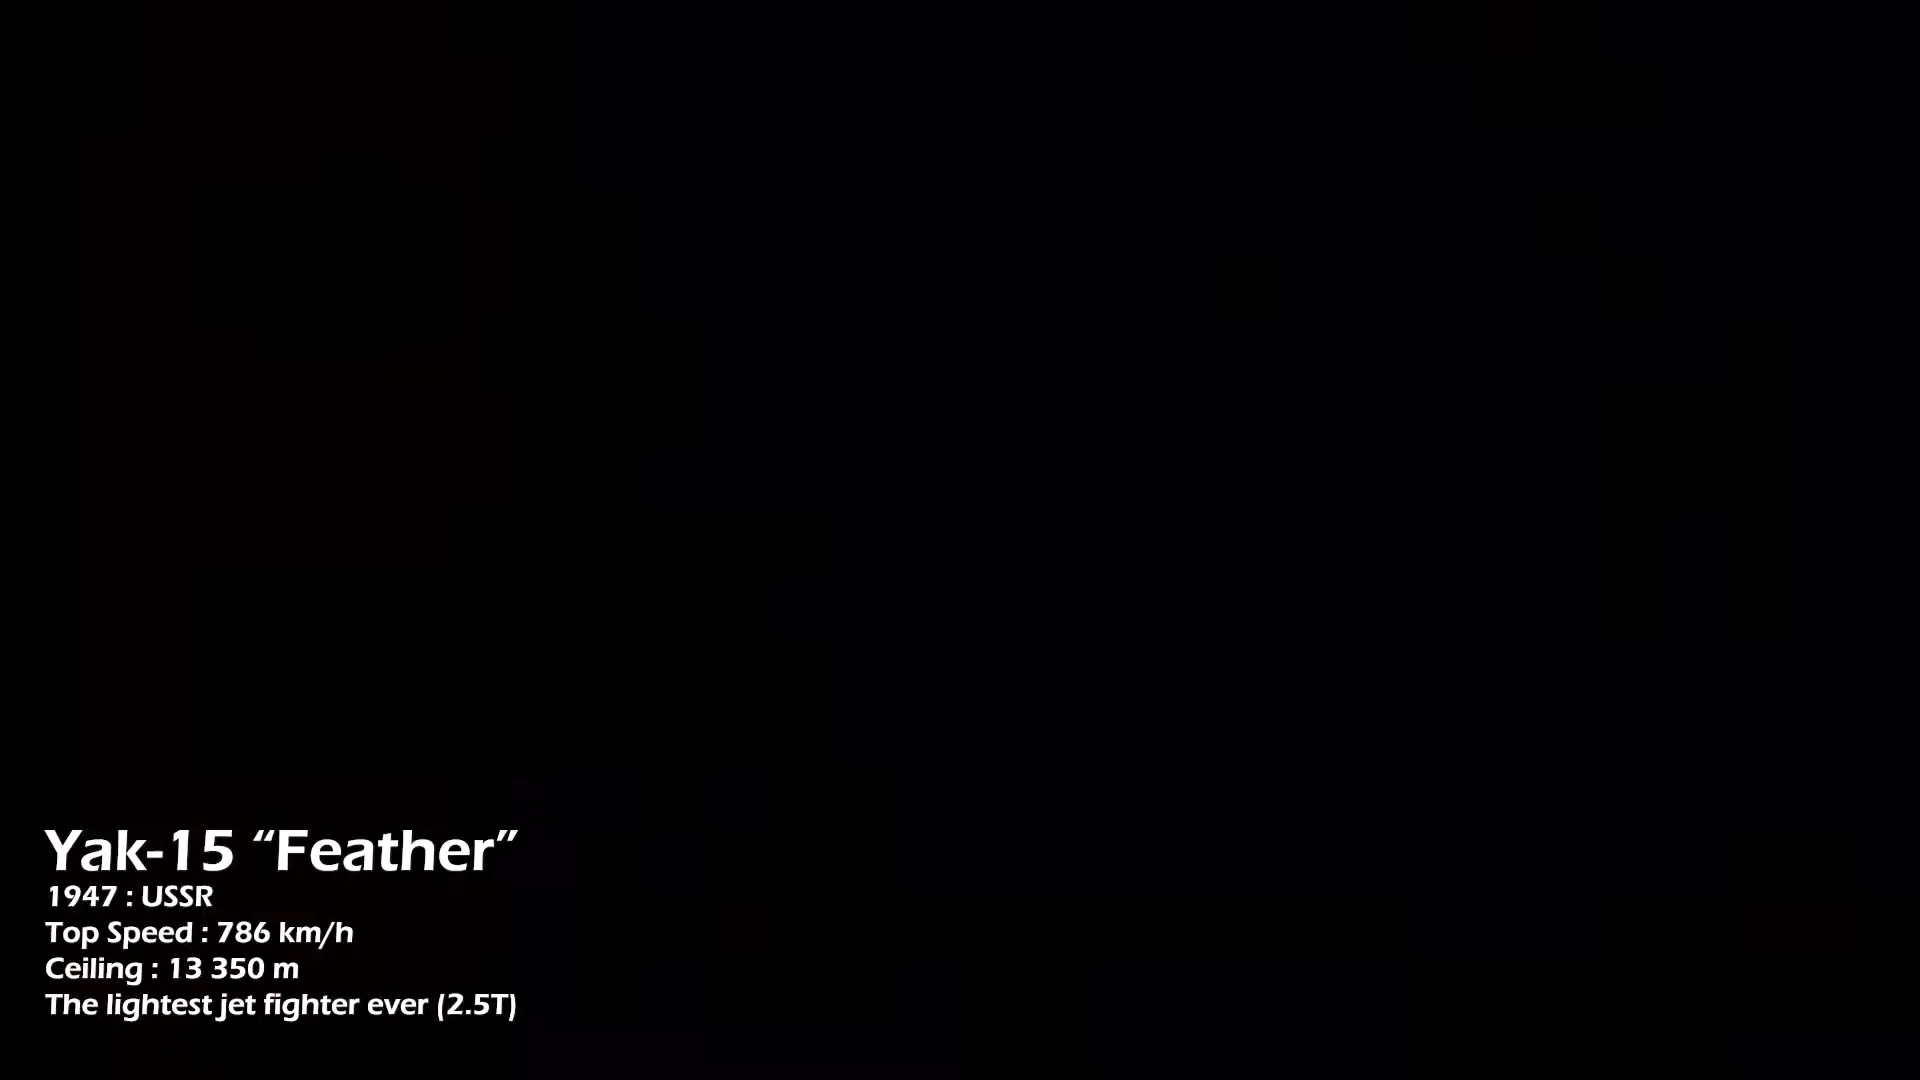 Yak-15 “Feather”
1947 : USSR
Top Speed : 786 km/h
Ceiling : 13 350 m
The lightest jet fighter ever (2.5T)